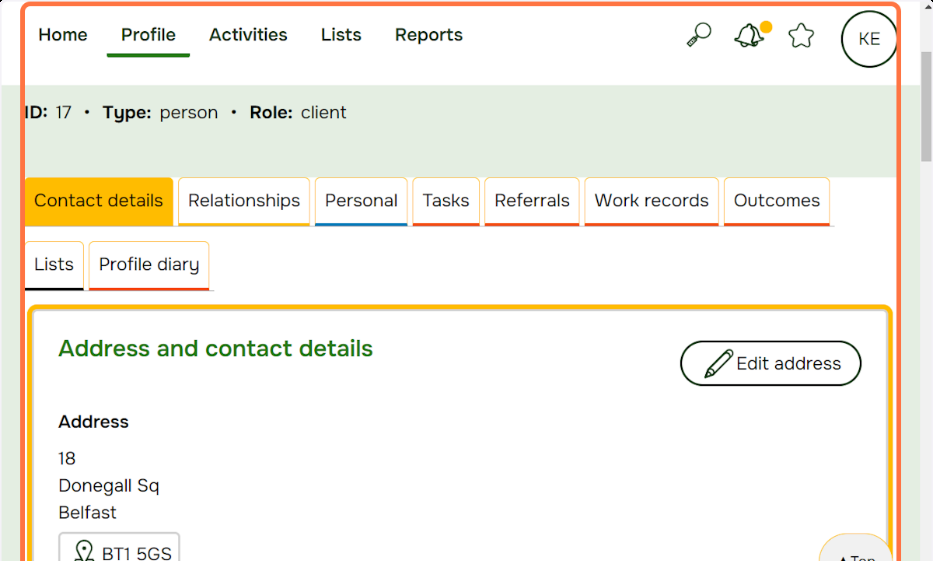 Home Profile Activities Lists Reports KE
ID: 17 • Type: person • Role: client
Contact details Relationships Personal Tasks Referrals Work records Outcomes
Lists Profile diary
Address and contact details
Edit address
Address
18
Donegall Sq
Belfast
BT1 5GS
Top